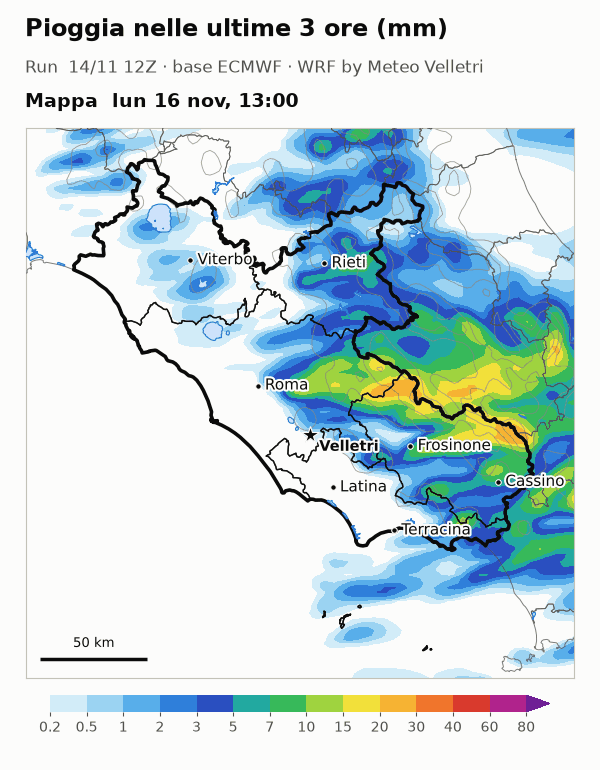 Pioggia nelle ultime 3 ore (mm)
Run  14/11 12Z · base ECMWF · WRF by Meteo Velletri
Mappa  lun 16 nov, 13:00
Viterbo
Rieti
Roma
Velletri
Frosinone
Cassino
Latina
Terracina
50 km
0.2 0.5 1 2 3 5 7 10 15 20 30 40 60 80